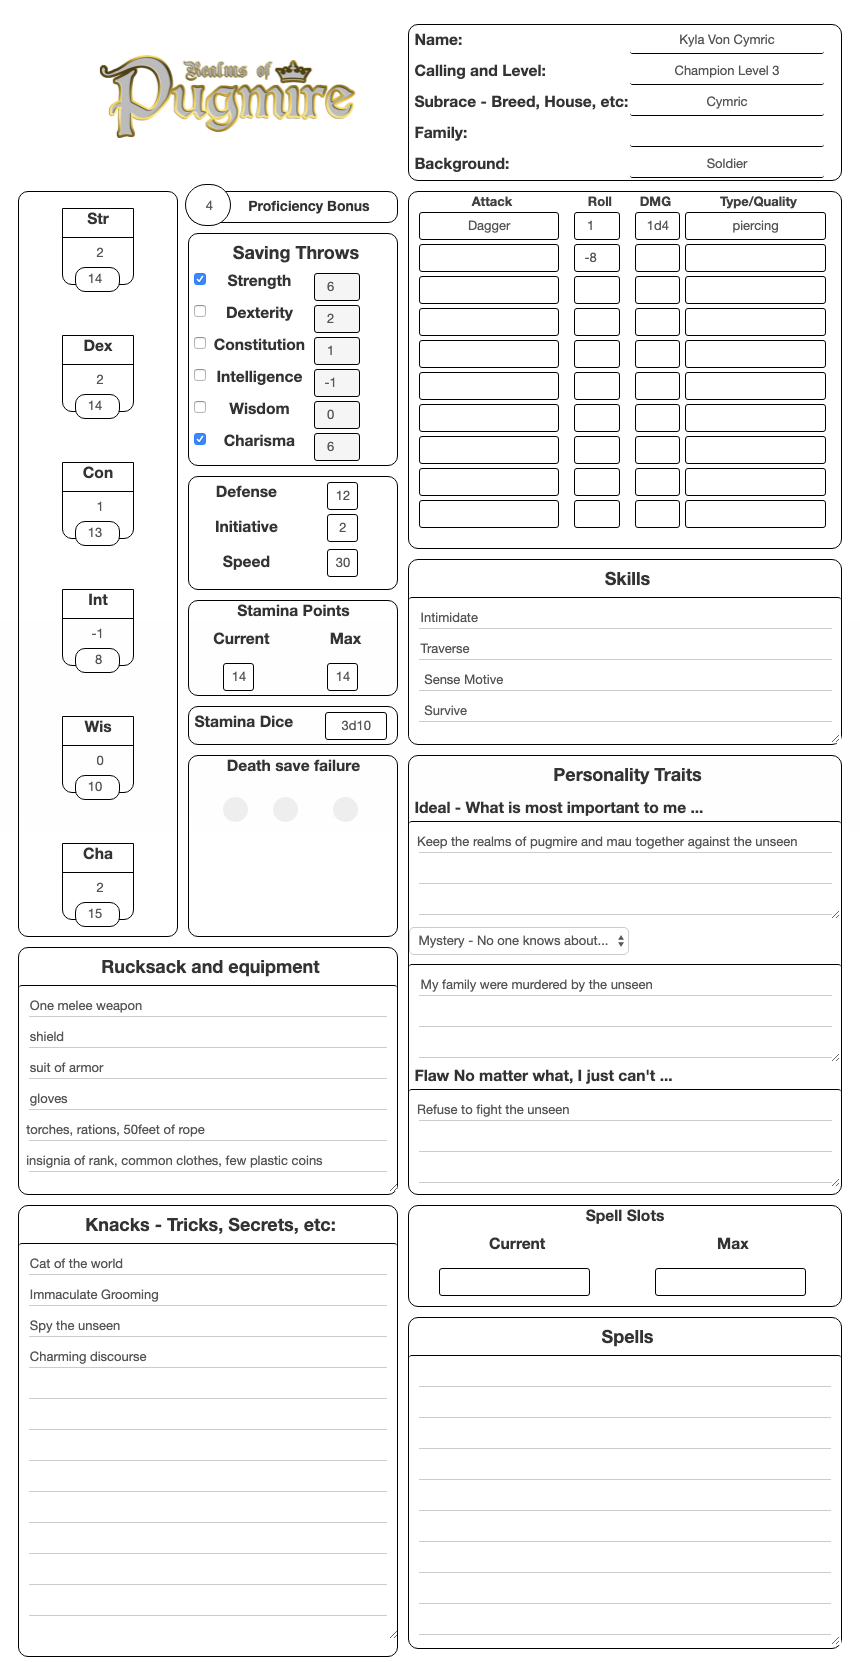 Realms of
Pugmire
Name: Kyla Von Cymric
Calling and Level: Champion Level 3
Subrace - Breed, House, etc: Cymric
Family:
Background: Soldier
Str
2
14
Dex
2
14
Con
1
13
Int
-1
8
Wis
0
10
Cha
2
15
4 Proficiency Bonus
Saving Throws
Strength 6
Dexterity 2
Constitution 1
Intelligence -1
Wisdom 0
Charisma 6
Defense 12
Initiative 2
Speed 30
Stamina Points
Current Max
14 14
Stamina Dice 3d10
Death save failure
Attack Roll DMG Type/Quality
Dagger 1 1d4 piercing
-8
Skills
Intimidate
Traverse
Sense Motive
Survive
Personality Traits
Ideal - What is most important to me ...
Keep the realms of pugmire and mau together against the unseen
Mystery - No one knows about...
My family were murdered by the unseen
Flaw No matter what, I just can't ...
Refuse to fight the unseen
Rucksack and equipment
One melee weapon
shield
suit of armor
gloves
torches, rations, 50feet of rope
insignia of rank, common clothes, few plastic coins
Knacks - Tricks, Secrets, etc:
Cat of the world
Immaculate Grooming
Spy the unseen
Charming discourse
Spell Slots
Current Max
Spells